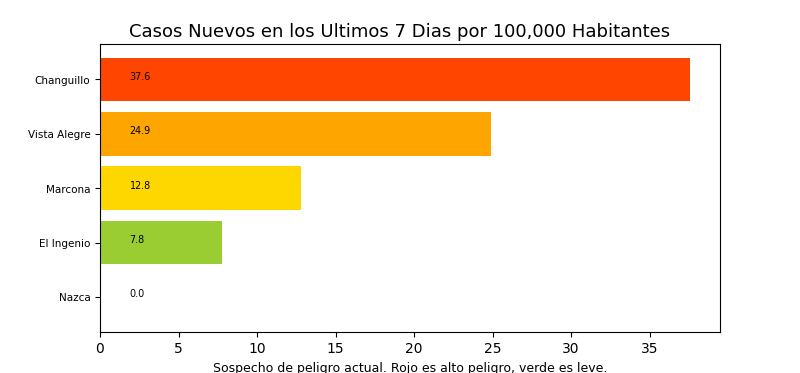 Casos Nuevos en los Ultimos 7 Dias por 100,000 Habitantes
Changuillo 37.6
Vista Alegre 24.9
Marcona 12.8
El Ingenio 7.8
Nazca 0.0
0 5 10 15 20 25 30 35
Sospecho de peligro actual. Rojo es alto peligro, verde es leve.